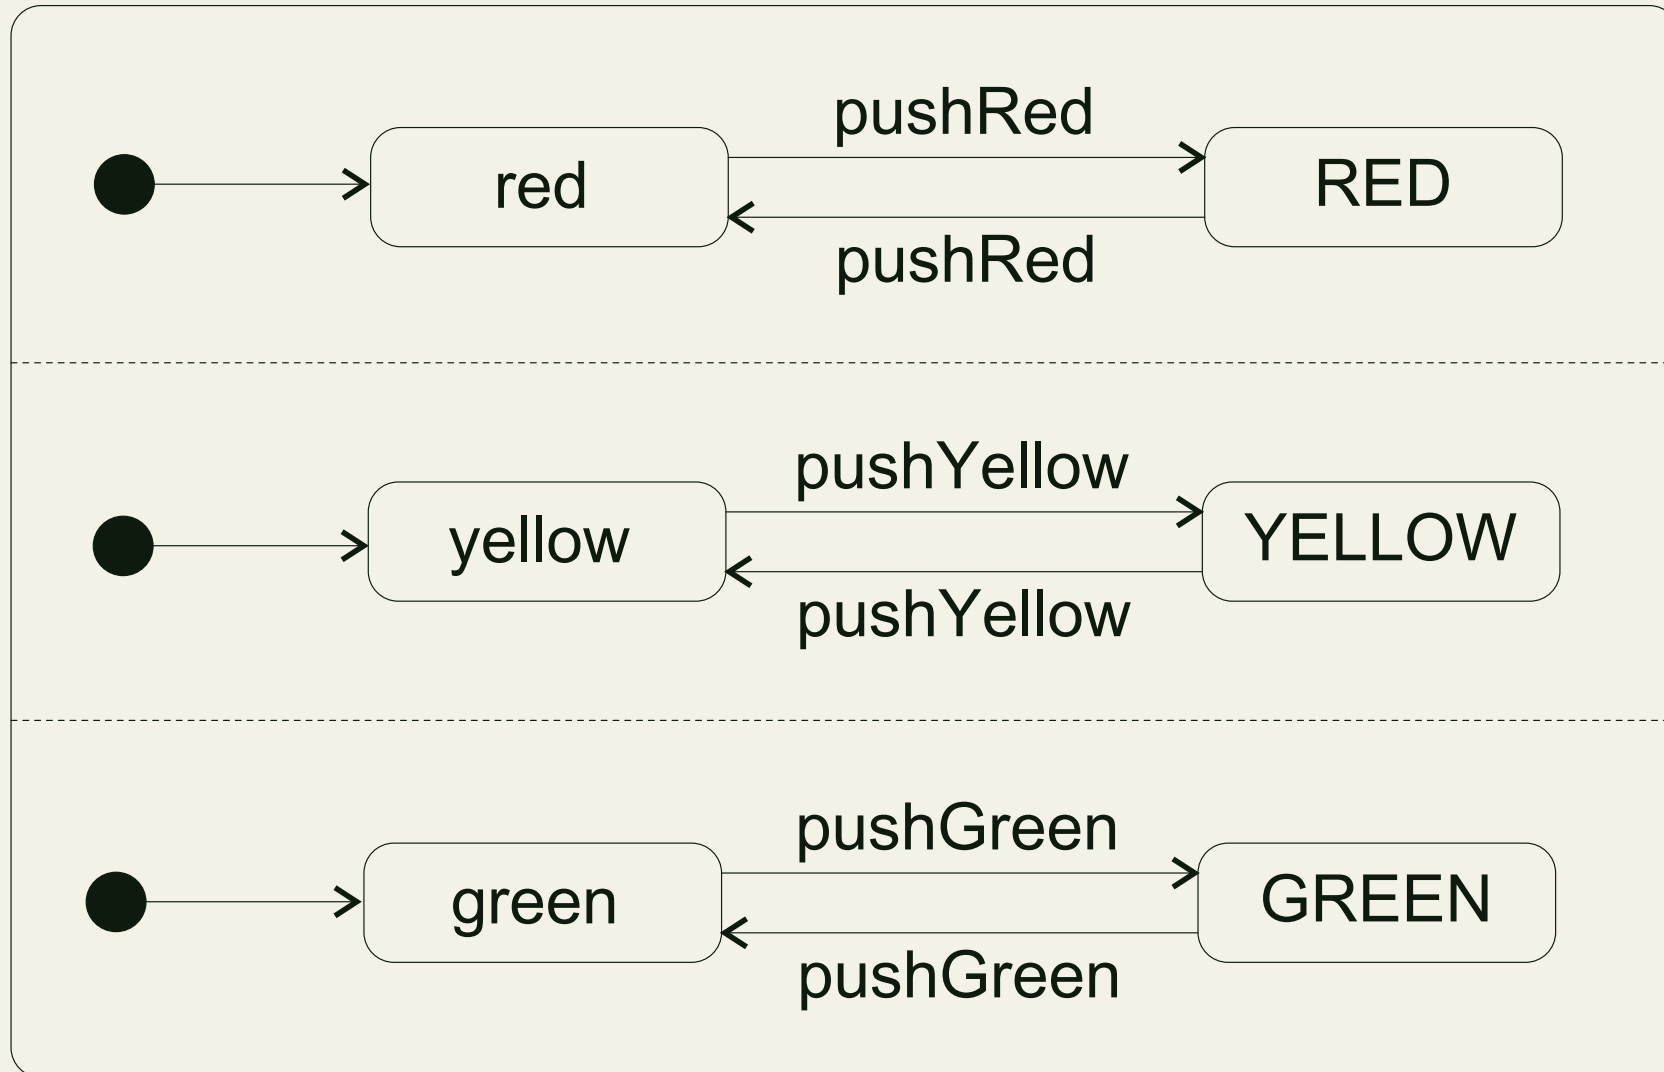 pushRed
red
RED
pushRed
pushYellow
yellow
YELLOW
pushYellow
pushGreen
green
GREEN
pushGreen